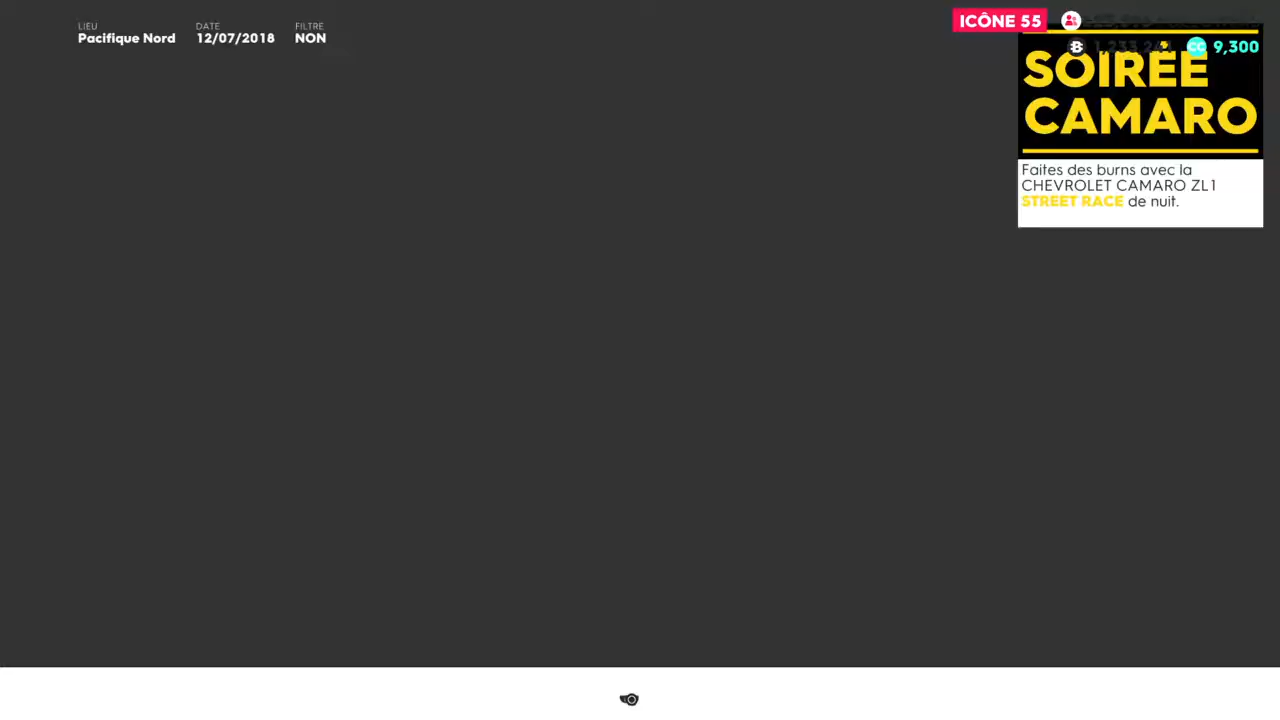 LIEU
Pacifique Nord
DATE
12/07/2018
FILTRE
NON
ICÔNE 55
9,300
SOIRÉE
CAMARO
Faites des burns avec la
CHEVROLET CAMARO ZL1
STREET RACE de nuit.